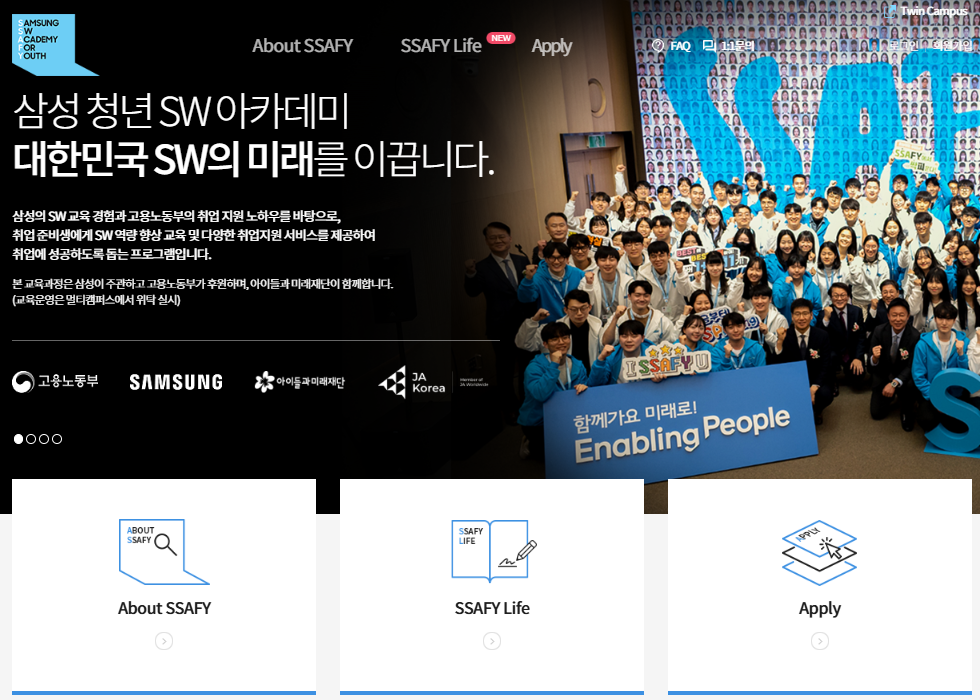 SAMSUNG
SW
ACADEMY
FOR
YOUTH
Twin Campus
About SSAFY
SSAFY Life
NEW
Apply
FAQ
1:1문의
로그인
회원가입
삼성 청년 SW 아카데미
대한민국 SW의 미래를 이끕니다.
삼성의 SW 교육 경험과 고용노동부의 취업 지원 노하우를 바탕으로,
취업 준비생에게 SW 역량 향상 교육 및 다양한 취업지원 서비스를 제공하여
취업에 성공하도록 돕는 프로그램입니다.
본 교육과정은 삼성이 주관하고 고용노동부가 후원하며, 아이들과 미래재단이 함께합니다.
(교육운영은 멀티캠퍼스에서 위탁 실시)
고용노동부
SAMSUNG
아이들과미래재단
JA
Korea
Member of
JA Worldwide
SSAF
SSAFY
I SSAFY U
함께가요 미래로!
Enabling People
S
ABOUT
SSAFY
About SSAFY
SSAFY
LIFE
SSAFY Life
APPLY
Apply